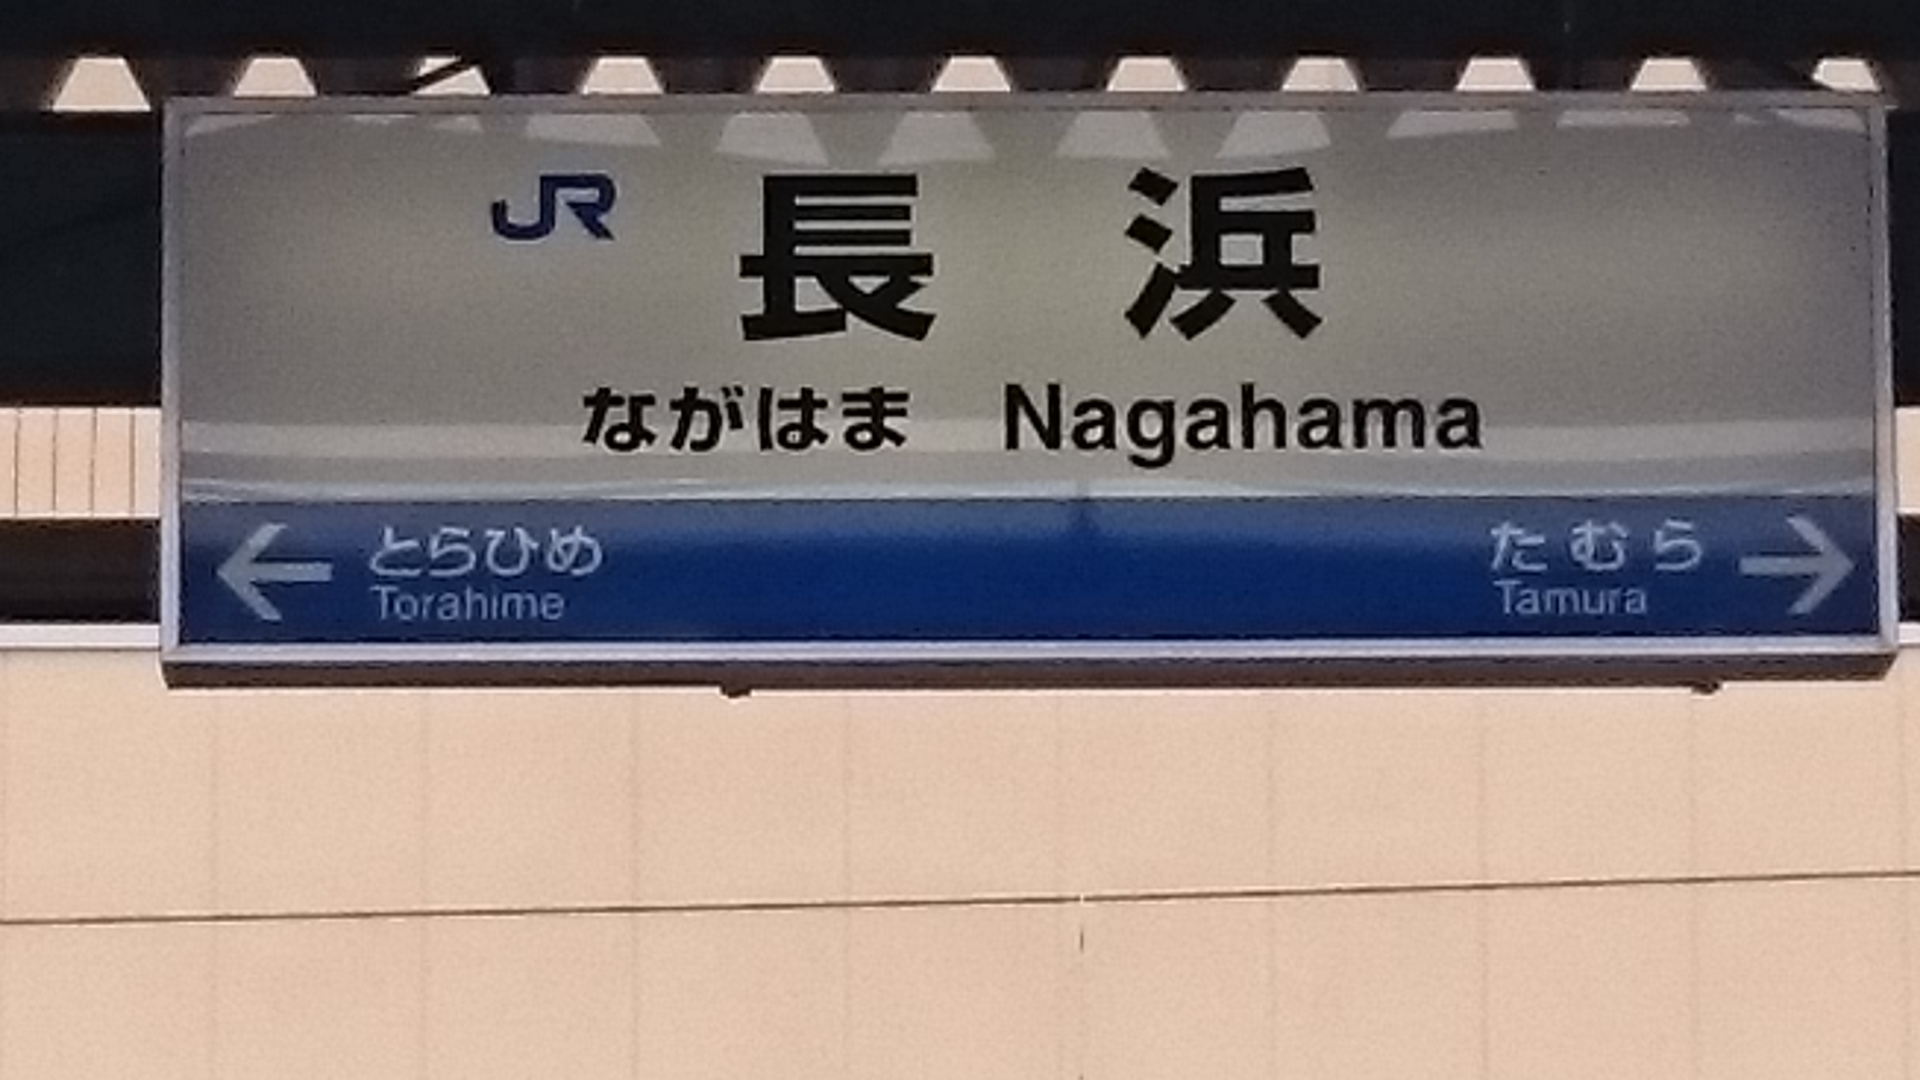 JR 長浜
ながはま Nagahama
← とらひめ たむら →
Torahime Tamura